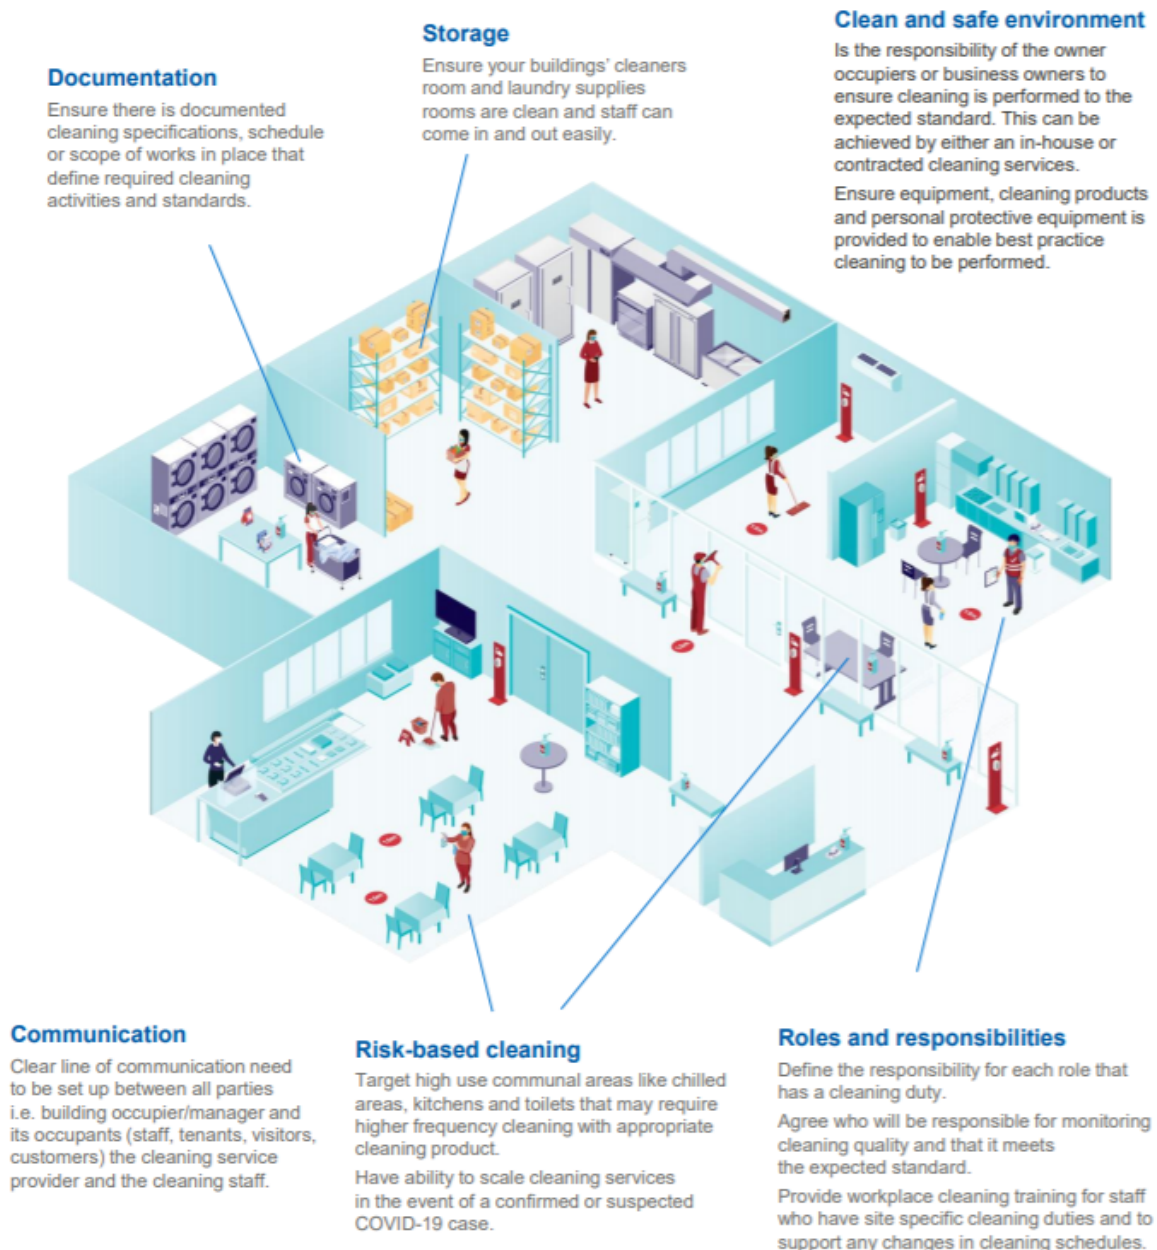 Documentation
Ensure there is documented
cleaning specifications, schedule
or scope of works in place that
define required cleaning
activities and standards.
Storage
Ensure your buildings' cleaners
room and laundry supplies
rooms are clean and staff can
come in and out easily.
Clean and safe environment
Is the responsibility of the owner
occupiers or business owners to
ensure cleaning is performed to the
expected standard. This can be
achieved by either an in-house or
contracted cleaning services.
Ensure equipment, cleaning products
and personal protective equipment is
provided to enable best practice
cleaning to be performed.
Communication
Clear line of communication need
to be set up between all parties
i.e. building occupier/manager and
its occupants (staff, tenants, visitors,
customers) the cleaning service
provider and the cleaning staff.
Risk-based cleaning
Target high use communal areas like chilled
areas, kitchens and toilets that may require
higher frequency cleaning with appropriate
cleaning product.
Have ability to scale cleaning services
in the event of a confirmed or suspected
COVID-19 case.
Roles and responsibilities
Define the responsibility for each role that
has a cleaning duty.
Agree who will be responsible for monitoring
cleaning quality and that it meets
the expected standard.
Provide workplace cleaning training for staff
who have site specific cleaning duties and to
support any changes in cleaning schedules.